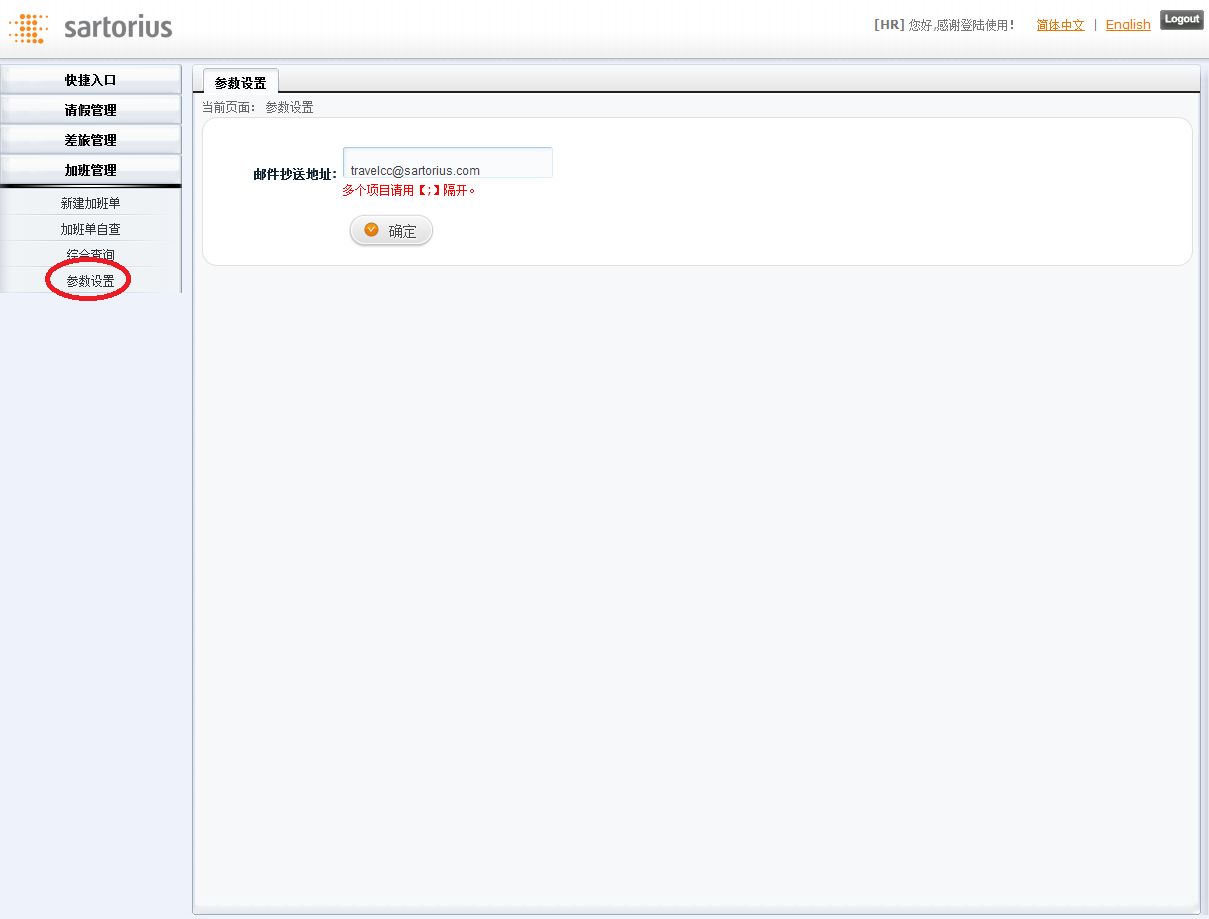 sartorius
[HR] 您好,感谢登陆使用! 简体中文 | English Logout
快捷入口
请假管理
差旅管理
加班管理
新建加班单
加班单自查
综合查询
参数设置
参数设置
当前页面: 参数设置
邮件抄送地址: travelcc@sartorius.com
多个项目请用【;】隔开。
确定